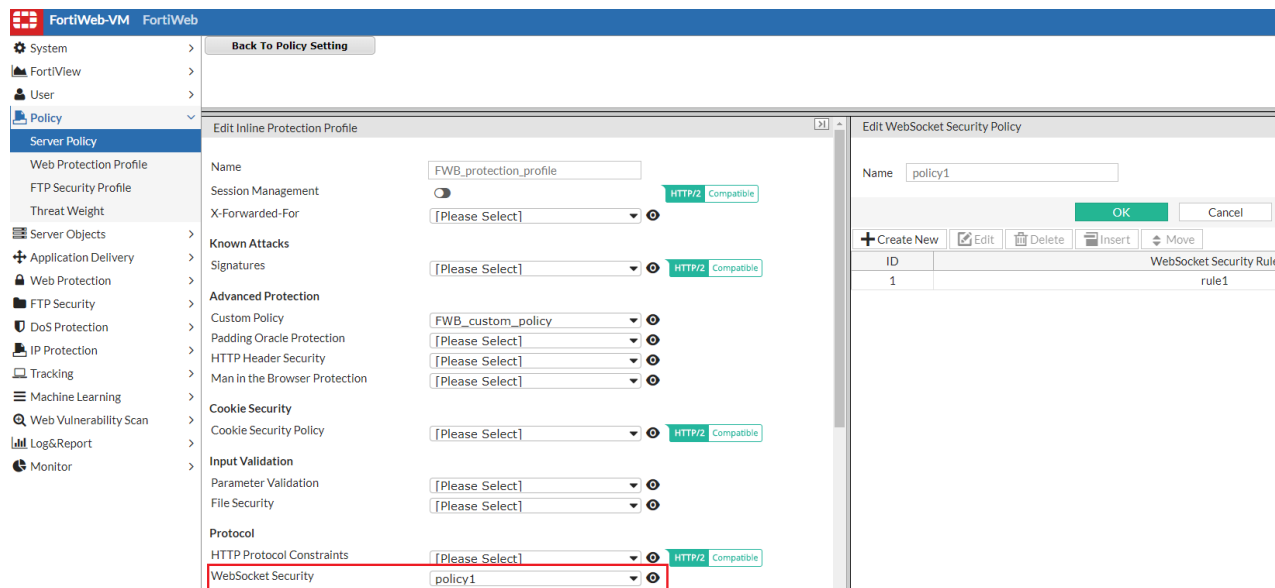 FortiWeb-VM FortiWeb
System
FortiView
User
Policy
Server Policy
Web Protection Profile
FTP Security Profile
Threat Weight
Server Objects
Application Delivery
Web Protection
FTP Security
DoS Protection
IP Protection
Tracking
Machine Learning
Web Vulnerability Scan
Log&Report
Monitor
Back To Policy Setting
Edit Inline Protection Profile
Name FWB_protection_profile
Session Management HTTP/2 Compatible
X-Forwarded-For [Please Select]
Known Attacks
Signatures [Please Select] HTTP/2 Compatible
Advanced Protection
Custom Policy FWB_custom_policy
Padding Oracle Protection [Please Select]
HTTP Header Security [Please Select]
Man in the Browser Protection [Please Select]
Cookie Security
Cookie Security Policy [Please Select] HTTP/2 Compatible
Input Validation
Parameter Validation [Please Select]
File Security [Please Select]
Protocol
HTTP Protocol Constraints [Please Select] HTTP/2 Compatible
WebSocket Security policy1
Edit WebSocket Security Policy
Name policy1
OK Cancel
Create New Edit Delete Insert Move
ID WebSocket Security Rule
1 rule1